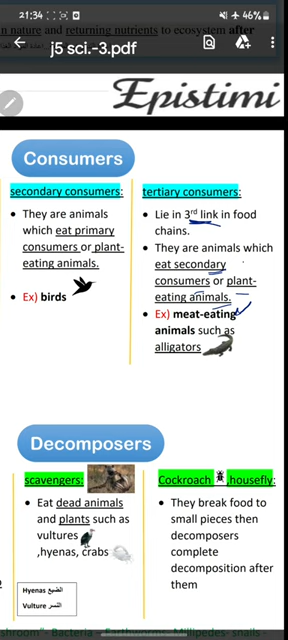 21:34
46%
in nature and returning nutrients to ecosystem after
j5 sci.-3.pdf
Epistimi
Consumers
secondary consumers:
They are animals
which eat primary
consumers or plant-
eating animals.
Ex) birds
tertiary consumers:
Lie in 3rd link in food
chains.
They are animals which
eat secondary
consumers or plant-
eating animals.
Ex) meat-eating
animals such as
alligators
Decomposers
scavengers:
Eat dead animals
and plants such as
vultures
,hyenas, crabs
Cockroach ,housefly:
They break food to
small pieces then
decomposers
complete
decomposition after
them
Hyenas الضبع
Vulture النسر